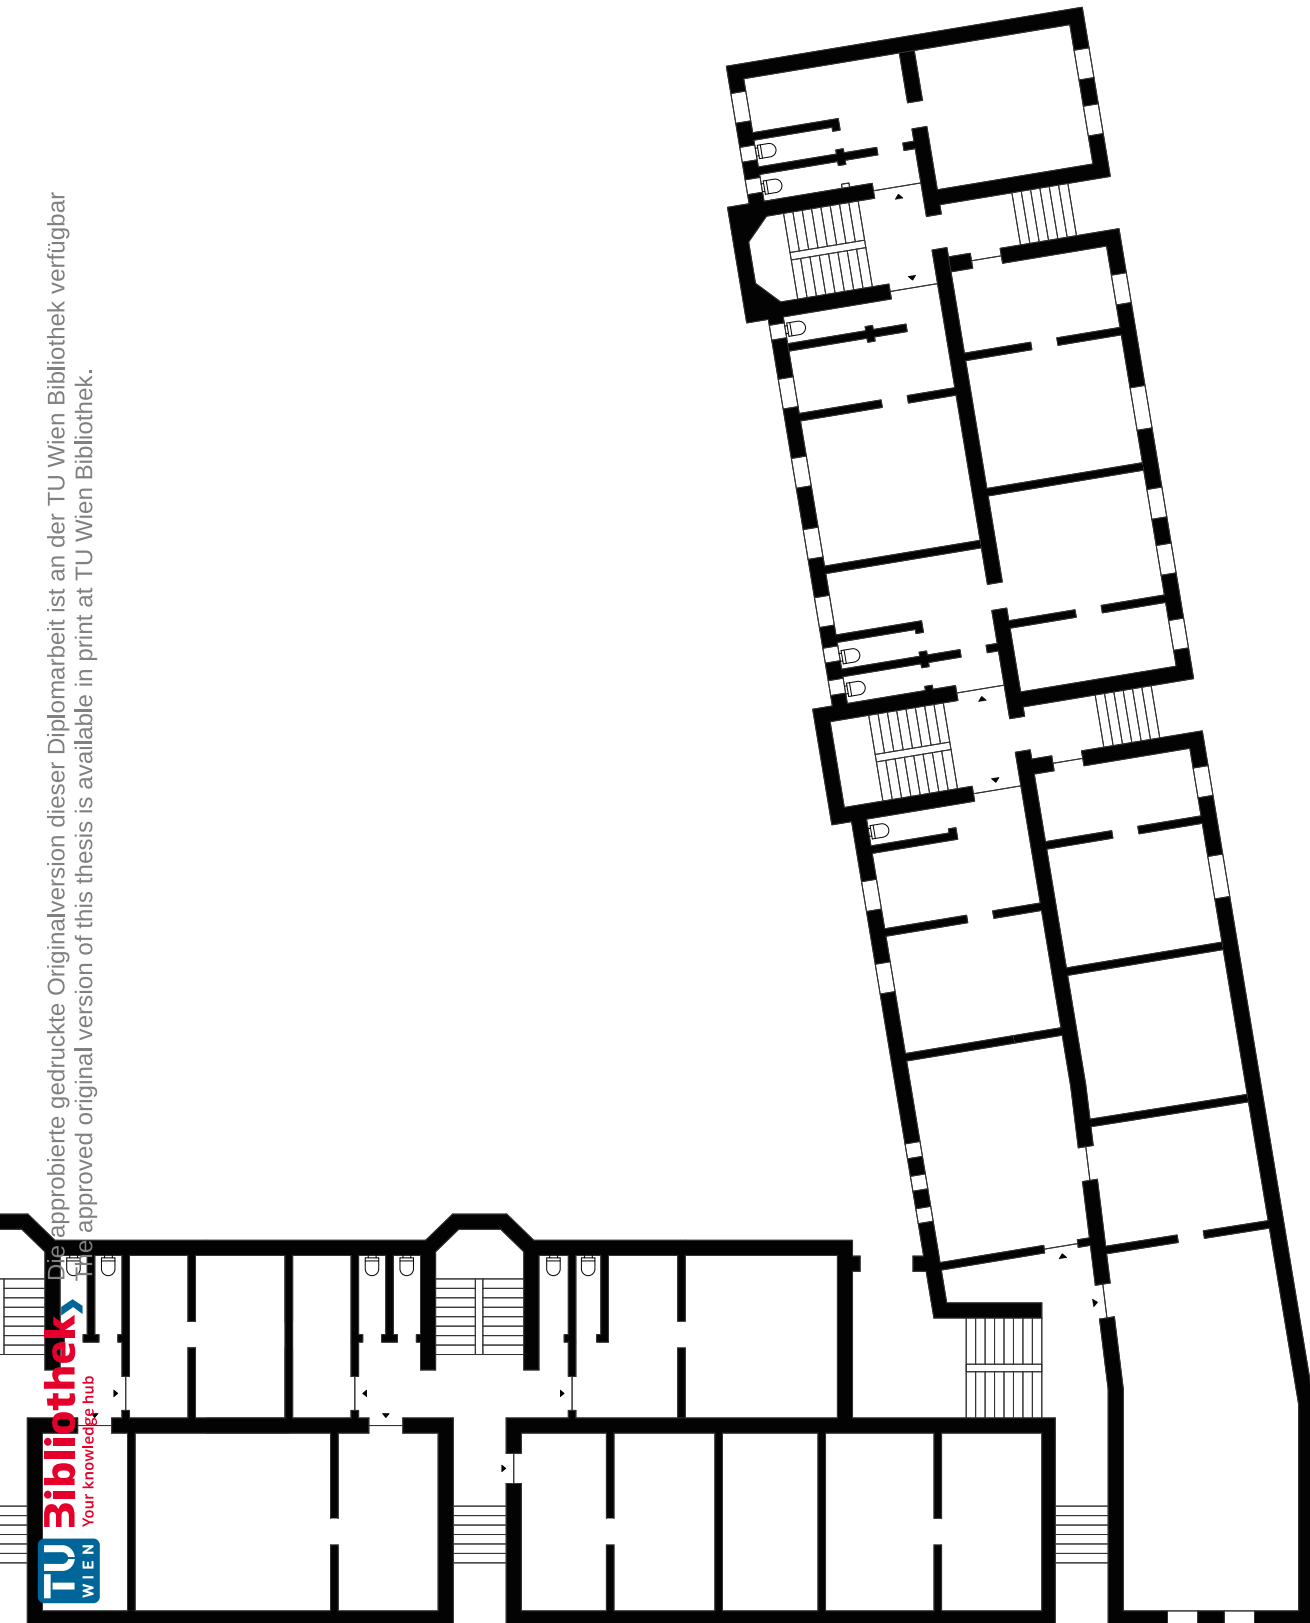 Die approbierte gedruckte Originalversion dieser Diplomarbeit ist an der TU Wien Bibliothek verfügbar
The approved original version of this thesis is available in print at TU Wien Bibliothek.
TU WIEN Bibliothek
Your knowledge hub